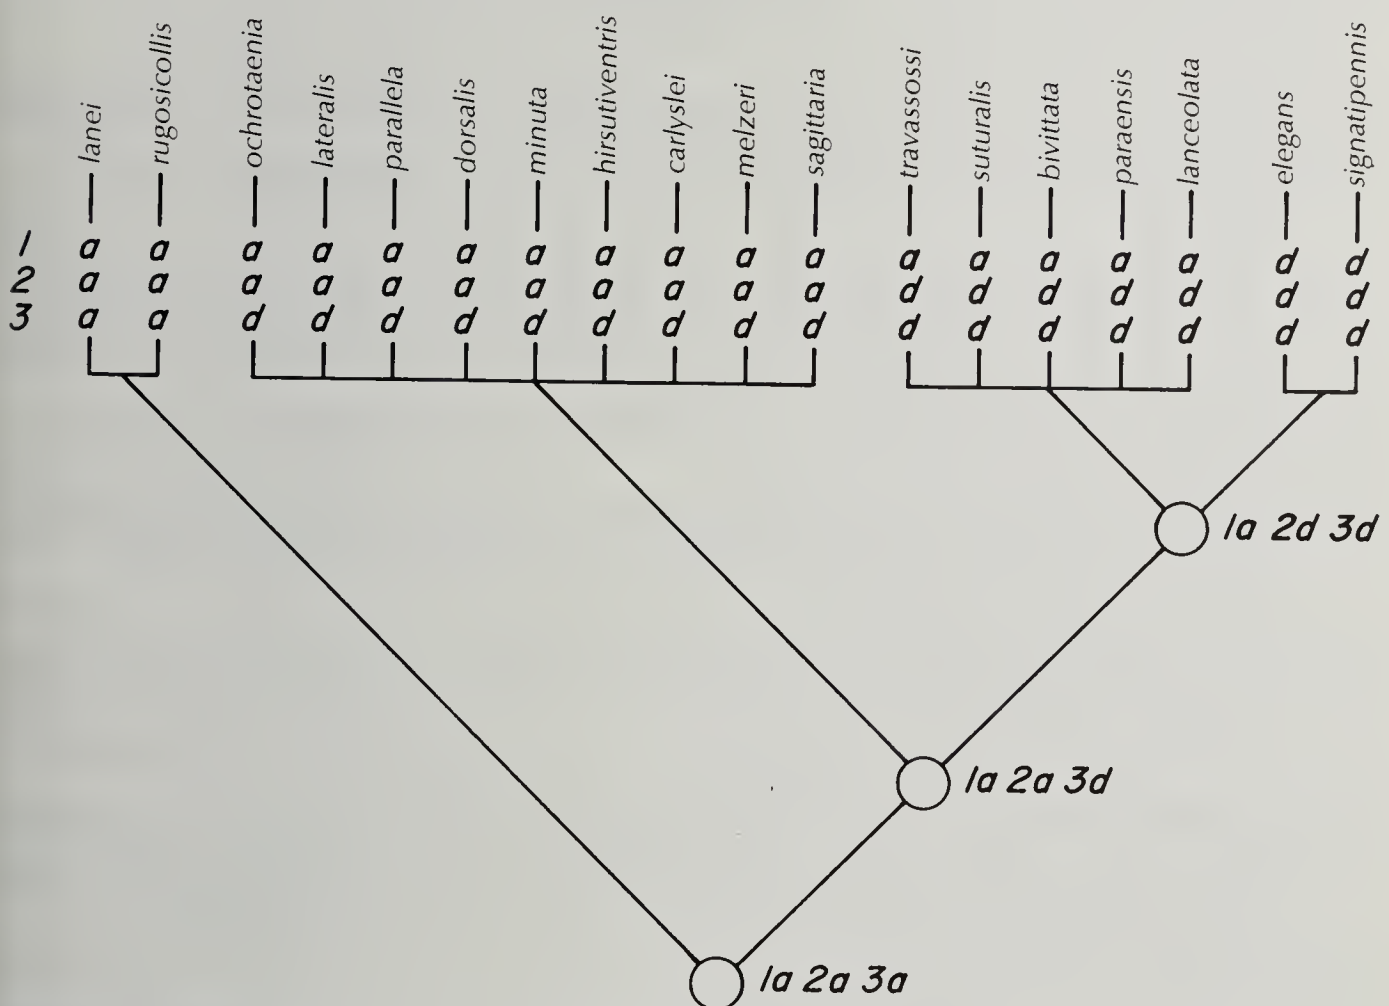 lanei rugosicollis ochrotaenia lateralis parallela dorsalis minuta hirsutiventris carlyslei melzeri sagittaria travassossi suturalis bivittata paraensis lanceolata elegans signatipennis
1 a a a a a a a a a a a a a a a a d d
2 a a a a a a a a a a a d d d d d d d
3 a a d d d d d d d d d d d d d d d d
1a 2d 3d
1a 2a 3d
1a 2a 3a